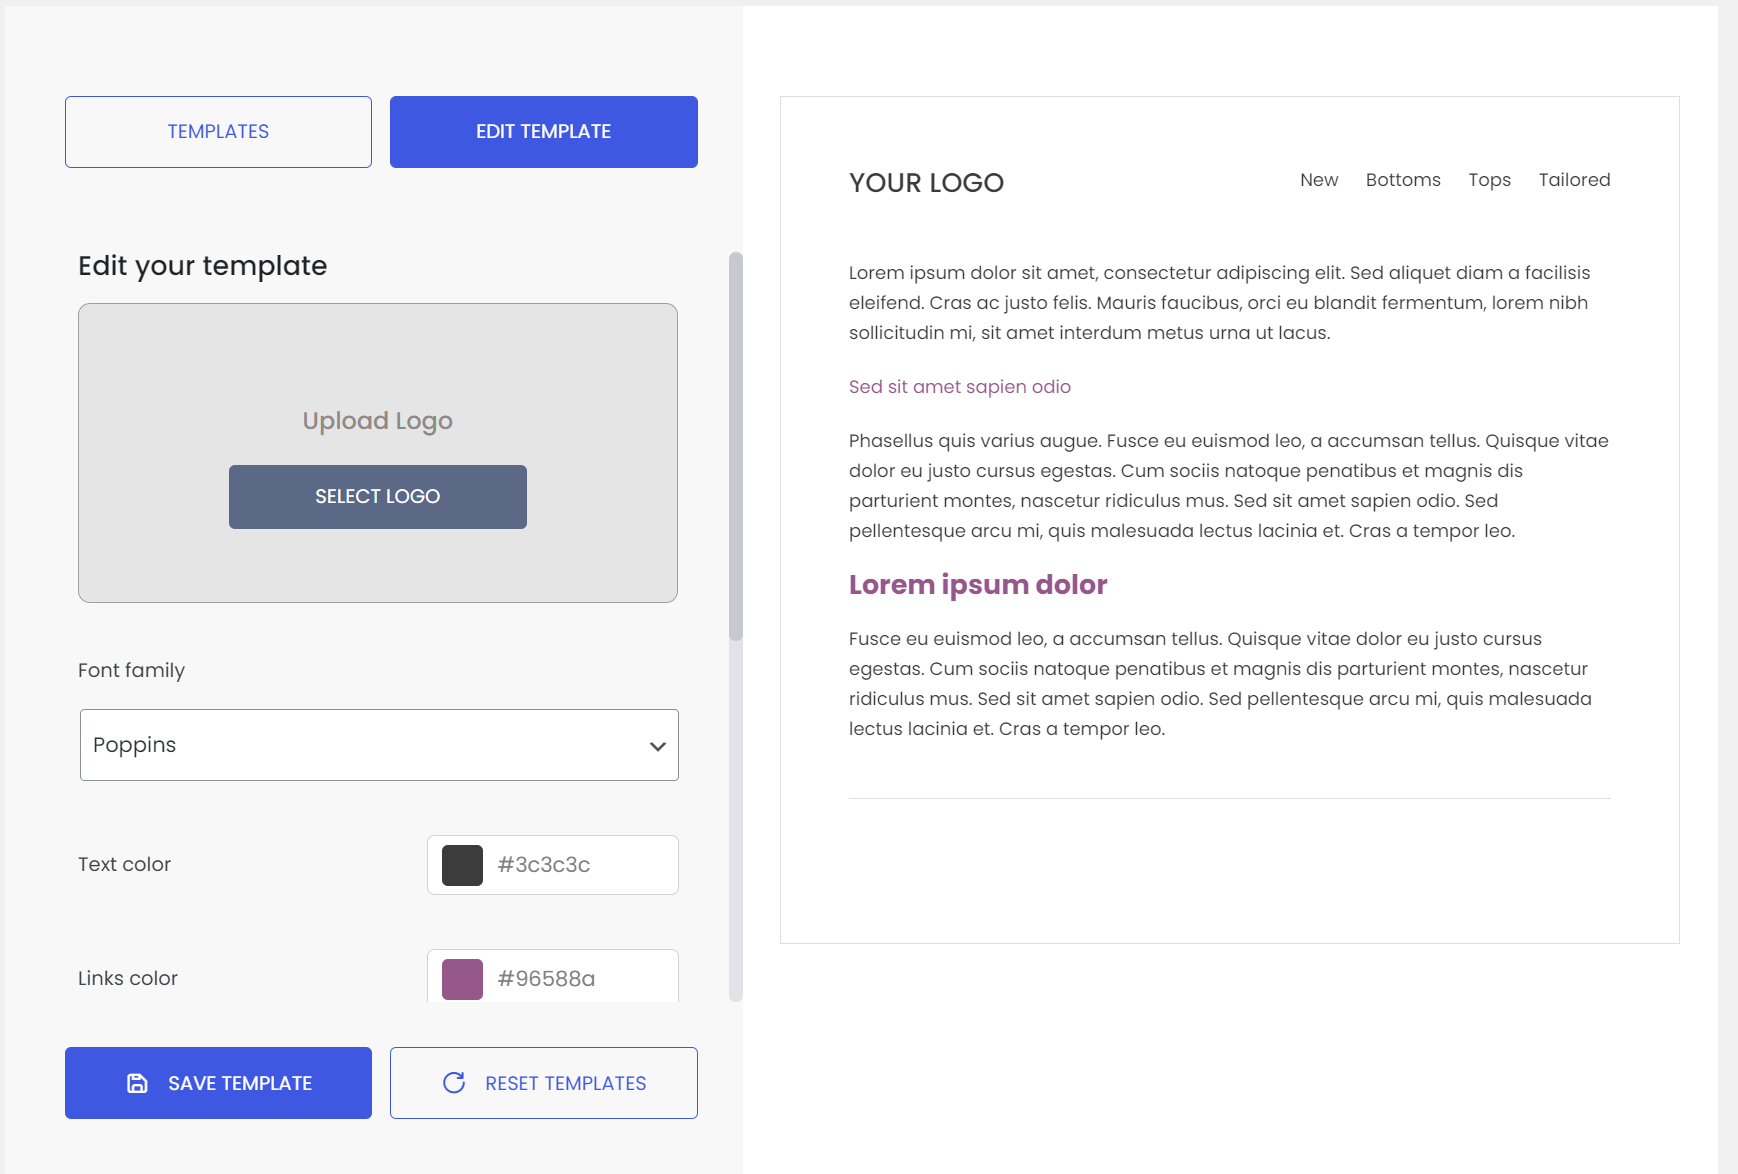 TEMPLATES
EDIT TEMPLATE
Edit your template
Upload Logo
SELECT LOGO
Font family
Poppins
Text color
#3c3c3c
Links color
#96588a
SAVE TEMPLATE
RESET TEMPLATES
YOUR LOGO
New Bottoms Tops Tailored
Lorem ipsum dolor sit amet, consectetur adipiscing elit. Sed aliquet diam a facilisis
eleifend. Cras ac justo felis. Mauris faucibus, orci eu blandit fermentum, lorem nibh
sollicitudin mi, sit amet interdum metus urna ut lacus.
Sed sit amet sapien odio
Phasellus quis varius augue. Fusce eu euismod leo, a accumsan tellus. Quisque vitae
dolor eu justo cursus egestas. Cum sociis natoque penatibus et magnis dis
parturient montes, nascetur ridiculus mus. Sed sit amet sapien odio. Sed
pellentesque arcu mi, quis malesuada lectus lacinia et. Cras a tempor leo.
Lorem ipsum dolor
Fusce eu euismod leo, a accumsan tellus. Quisque vitae dolor eu justo cursus
egestas. Cum sociis natoque penatibus et magnis dis parturient montes, nascetur
ridiculus mus. Sed sit amet sapien odio. Sed pellentesque arcu mi, quis malesuada
lectus lacinia et. Cras a tempor leo.